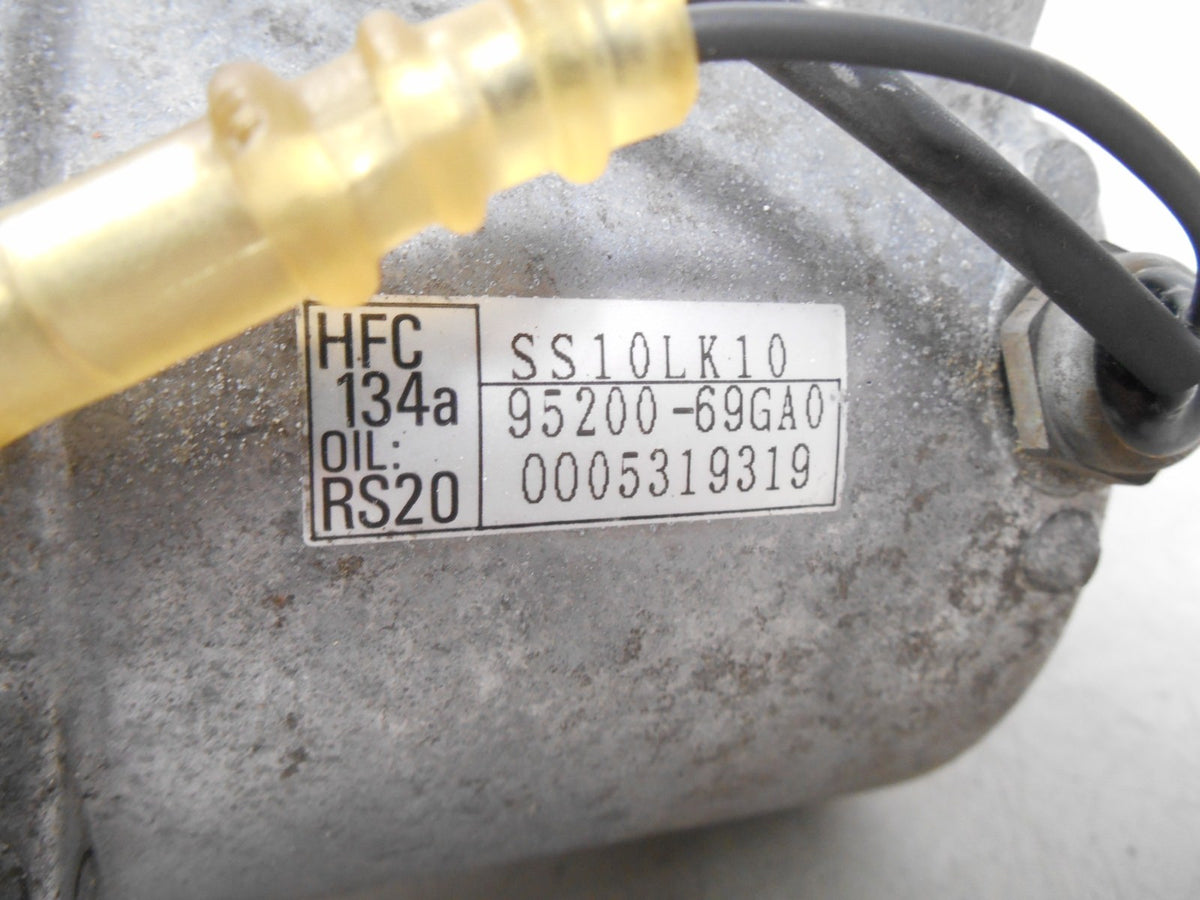 HFC
134a
OIL:
RS20
SS10LK10
95200-69GA0
0005319319